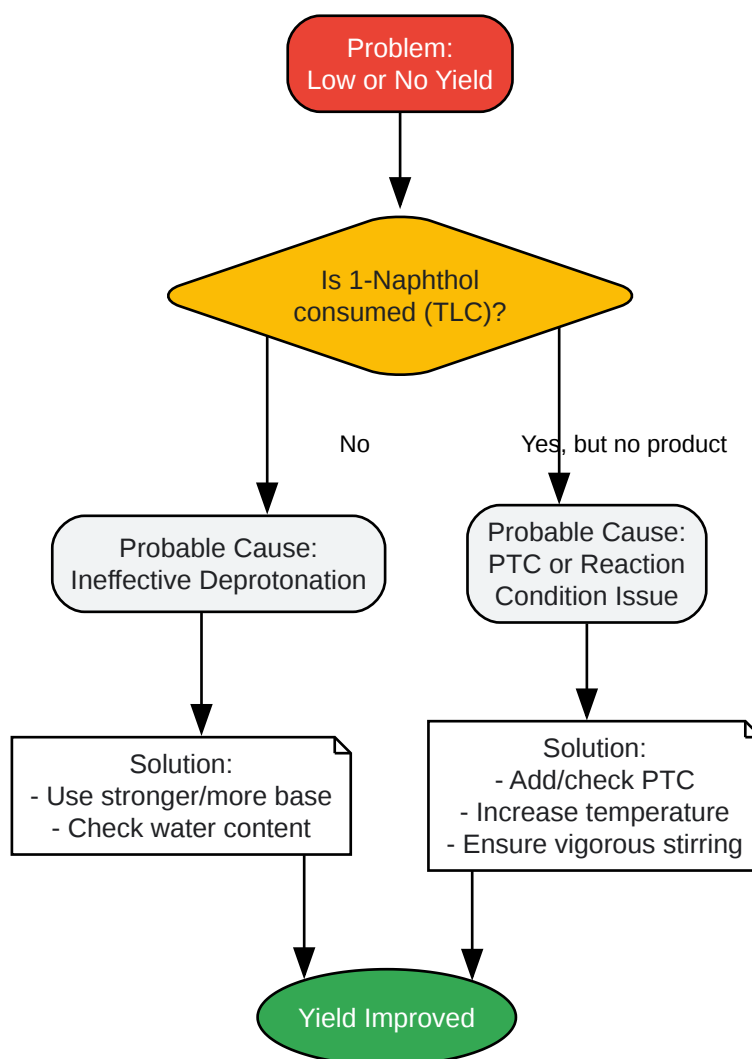 Problem:
Low or No Yield
Is 1-Naphthol
consumed (TLC)?
No
Yes, but no product
Probable Cause:
Ineffective Deprotonation
Probable Cause:
PTC or Reaction
Condition Issue
Solution:
- Use stronger/more base
- Check water content
Solution:
- Add/check PTC
- Increase temperature
- Ensure vigorous stirring
Yield Improved